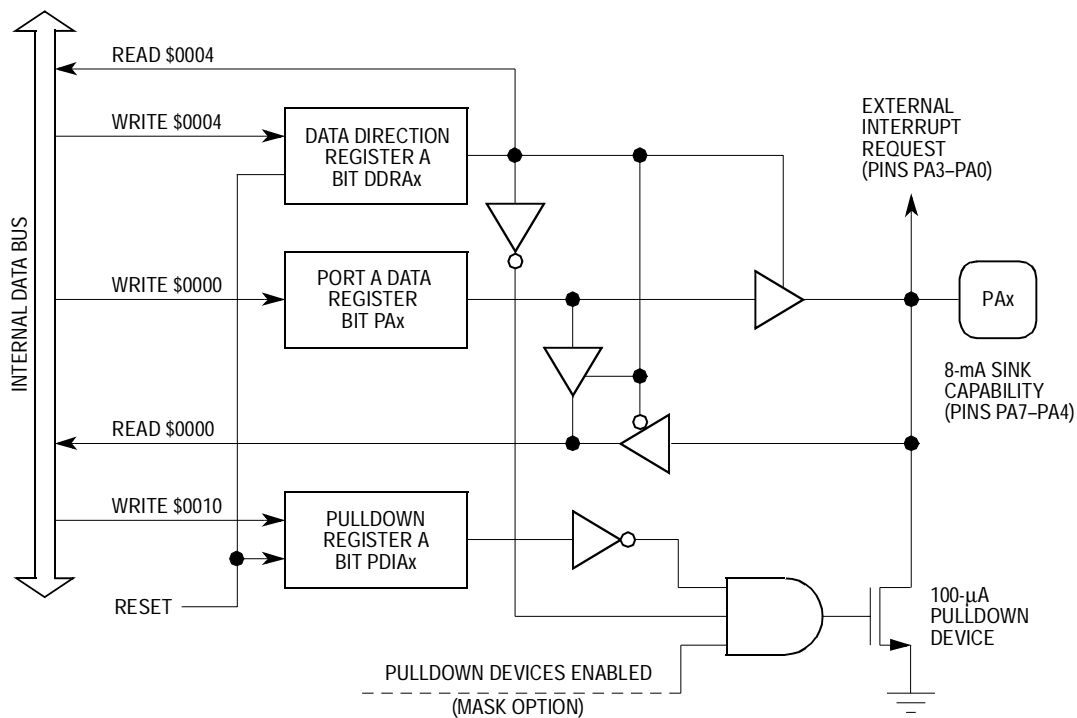 READ $0004
WRITE $0004
DATA DIRECTION
REGISTER A
BIT DDRAx
EXTERNAL
INTERRUPT
REQUEST
(PINS PA3–PA0)
INTERNAL DATA BUS
WRITE $0000
PORT A DATA
REGISTER
BIT PAx
PAx
8-mA SINK
CAPABILITY
(PINS PA7–PA4)
READ $0000
WRITE $0010
PULLDOWN
REGISTER A
BIT PDIAx
RESET
100-µA
PULLDOWN
DEVICE
PULLDOWN DEVICES ENABLED
(MASK OPTION)